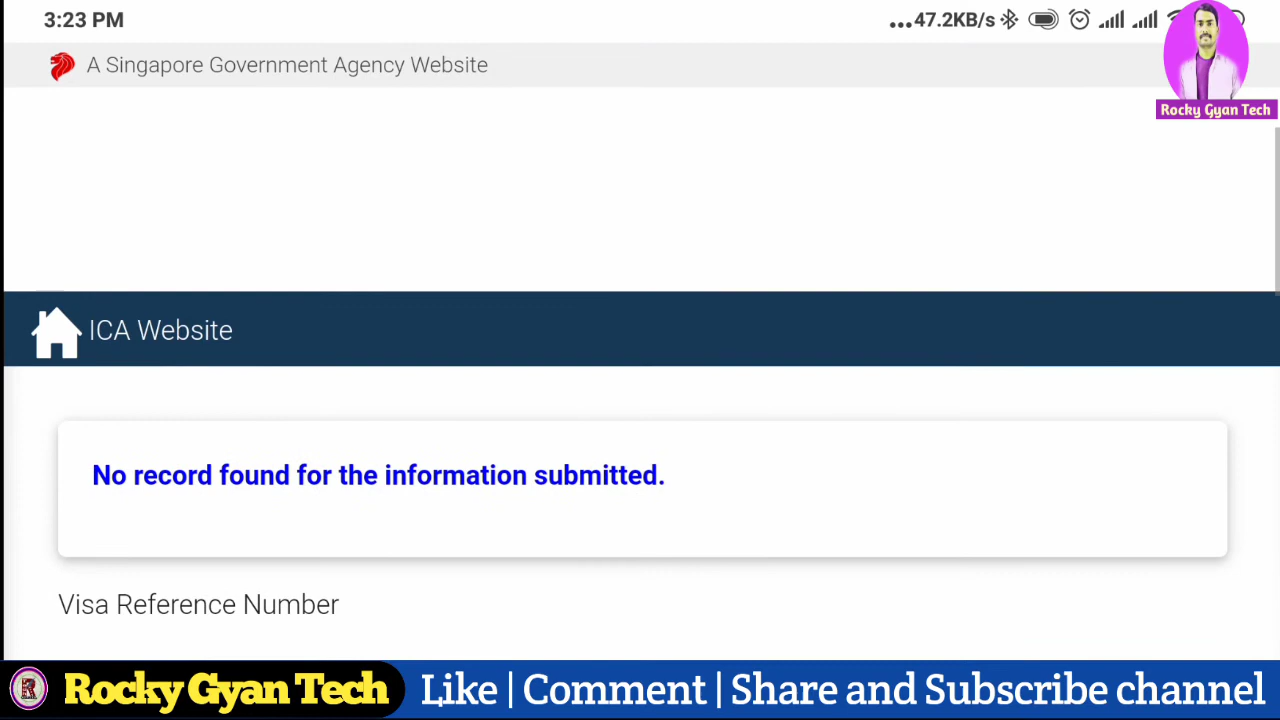 3:23 PM
...47.2KB/s
A Singapore Government Agency Website
Rocky Gyan Tech
ICA Website
No record found for the information submitted.
Visa Reference Number
R Rocky Gyan Tech Like | Comment | Share and Subscribe channel